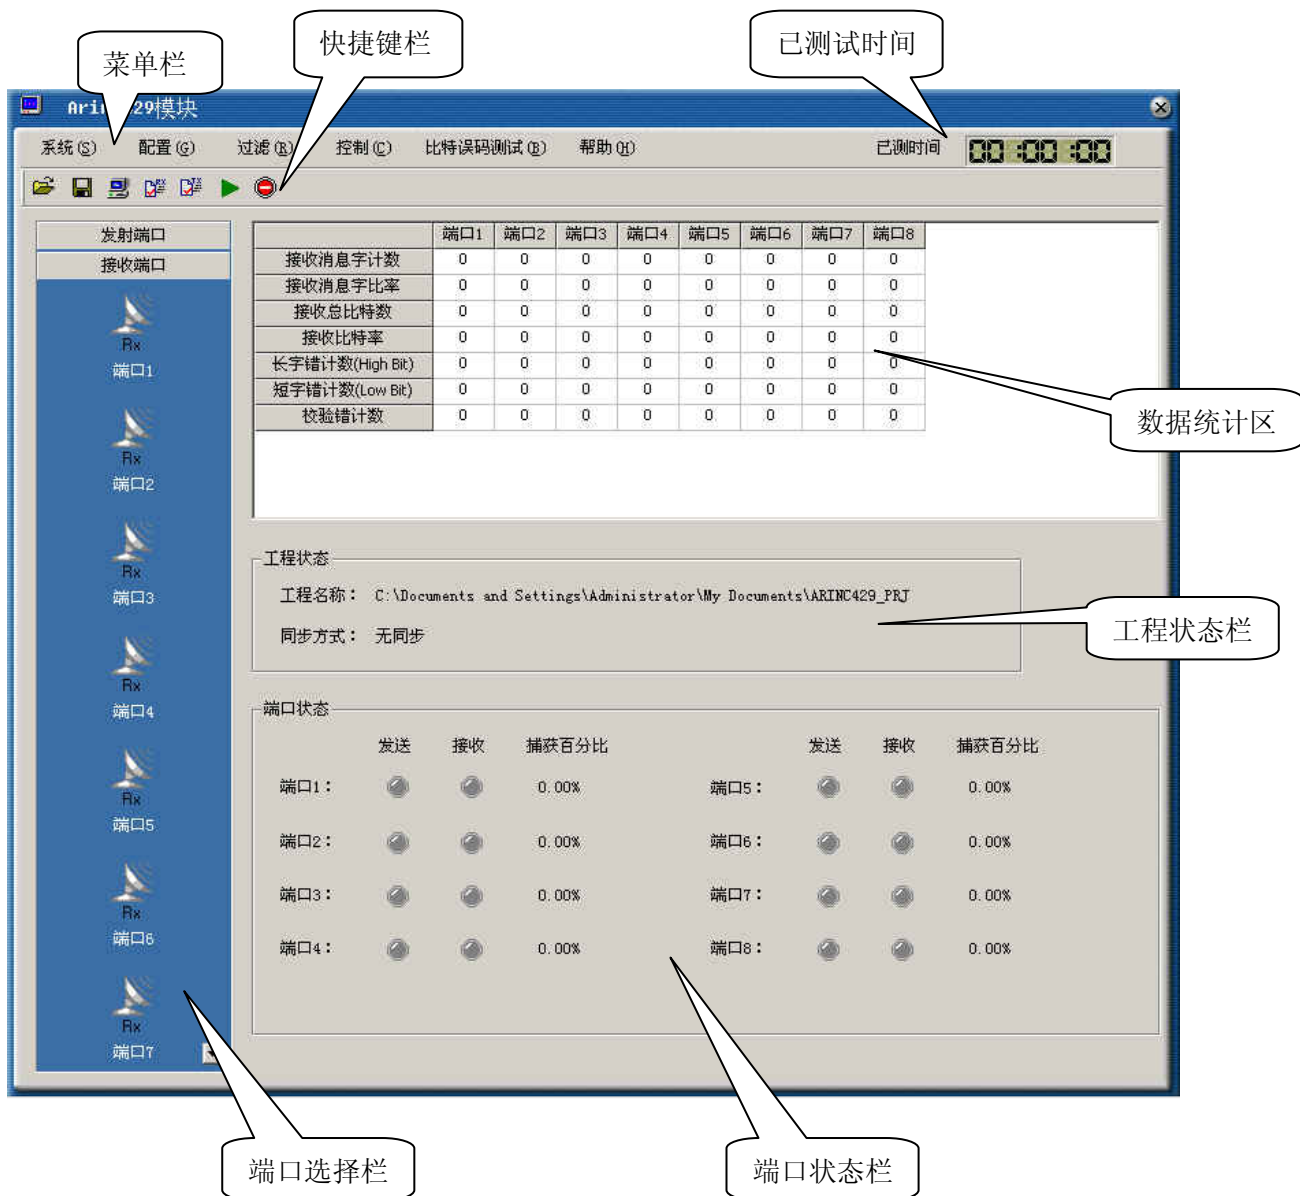 菜单栏
快捷键栏
已测试时间
Arinc429模块
系统(S) 配置(G) 过滤(R) 控制(C) 比特误码测试(B) 帮助(H) 已测时间 00:00:00
发射端口
接收端口
Rx
端口1
Rx
端口2
Rx
端口3
Rx
端口4
Rx
端口5
Rx
端口6
Rx
端口7
端口1 端口2 端口3 端口4 端口5 端口6 端口7 端口8
接收消息字计数 0 0 0 0 0 0 0 0
接收消息字比率 0 0 0 0 0 0 0 0
接收总比特数 0 0 0 0 0 0 0 0
接收比特率 0 0 0 0 0 0 0 0
长字错计数(High Bit) 0 0 0 0 0 0 0 0
短字错计数(Low Bit) 0 0 0 0 0 0 0 0
校验错计数 0 0 0 0 0 0 0 0
数据统计区
工程状态
工程名称： C:\Documents and Settings\Administrator\My Documents\ARINC429_PRJ
同步方式： 无同步
工程状态栏
端口状态
发送 接收 捕获百分比 发送 接收 捕获百分比
端口1： 0.00% 端口5： 0.00%
端口2： 0.00% 端口6： 0.00%
端口3： 0.00% 端口7： 0.00%
端口4： 0.00% 端口8： 0.00%
端口选择栏
端口状态栏